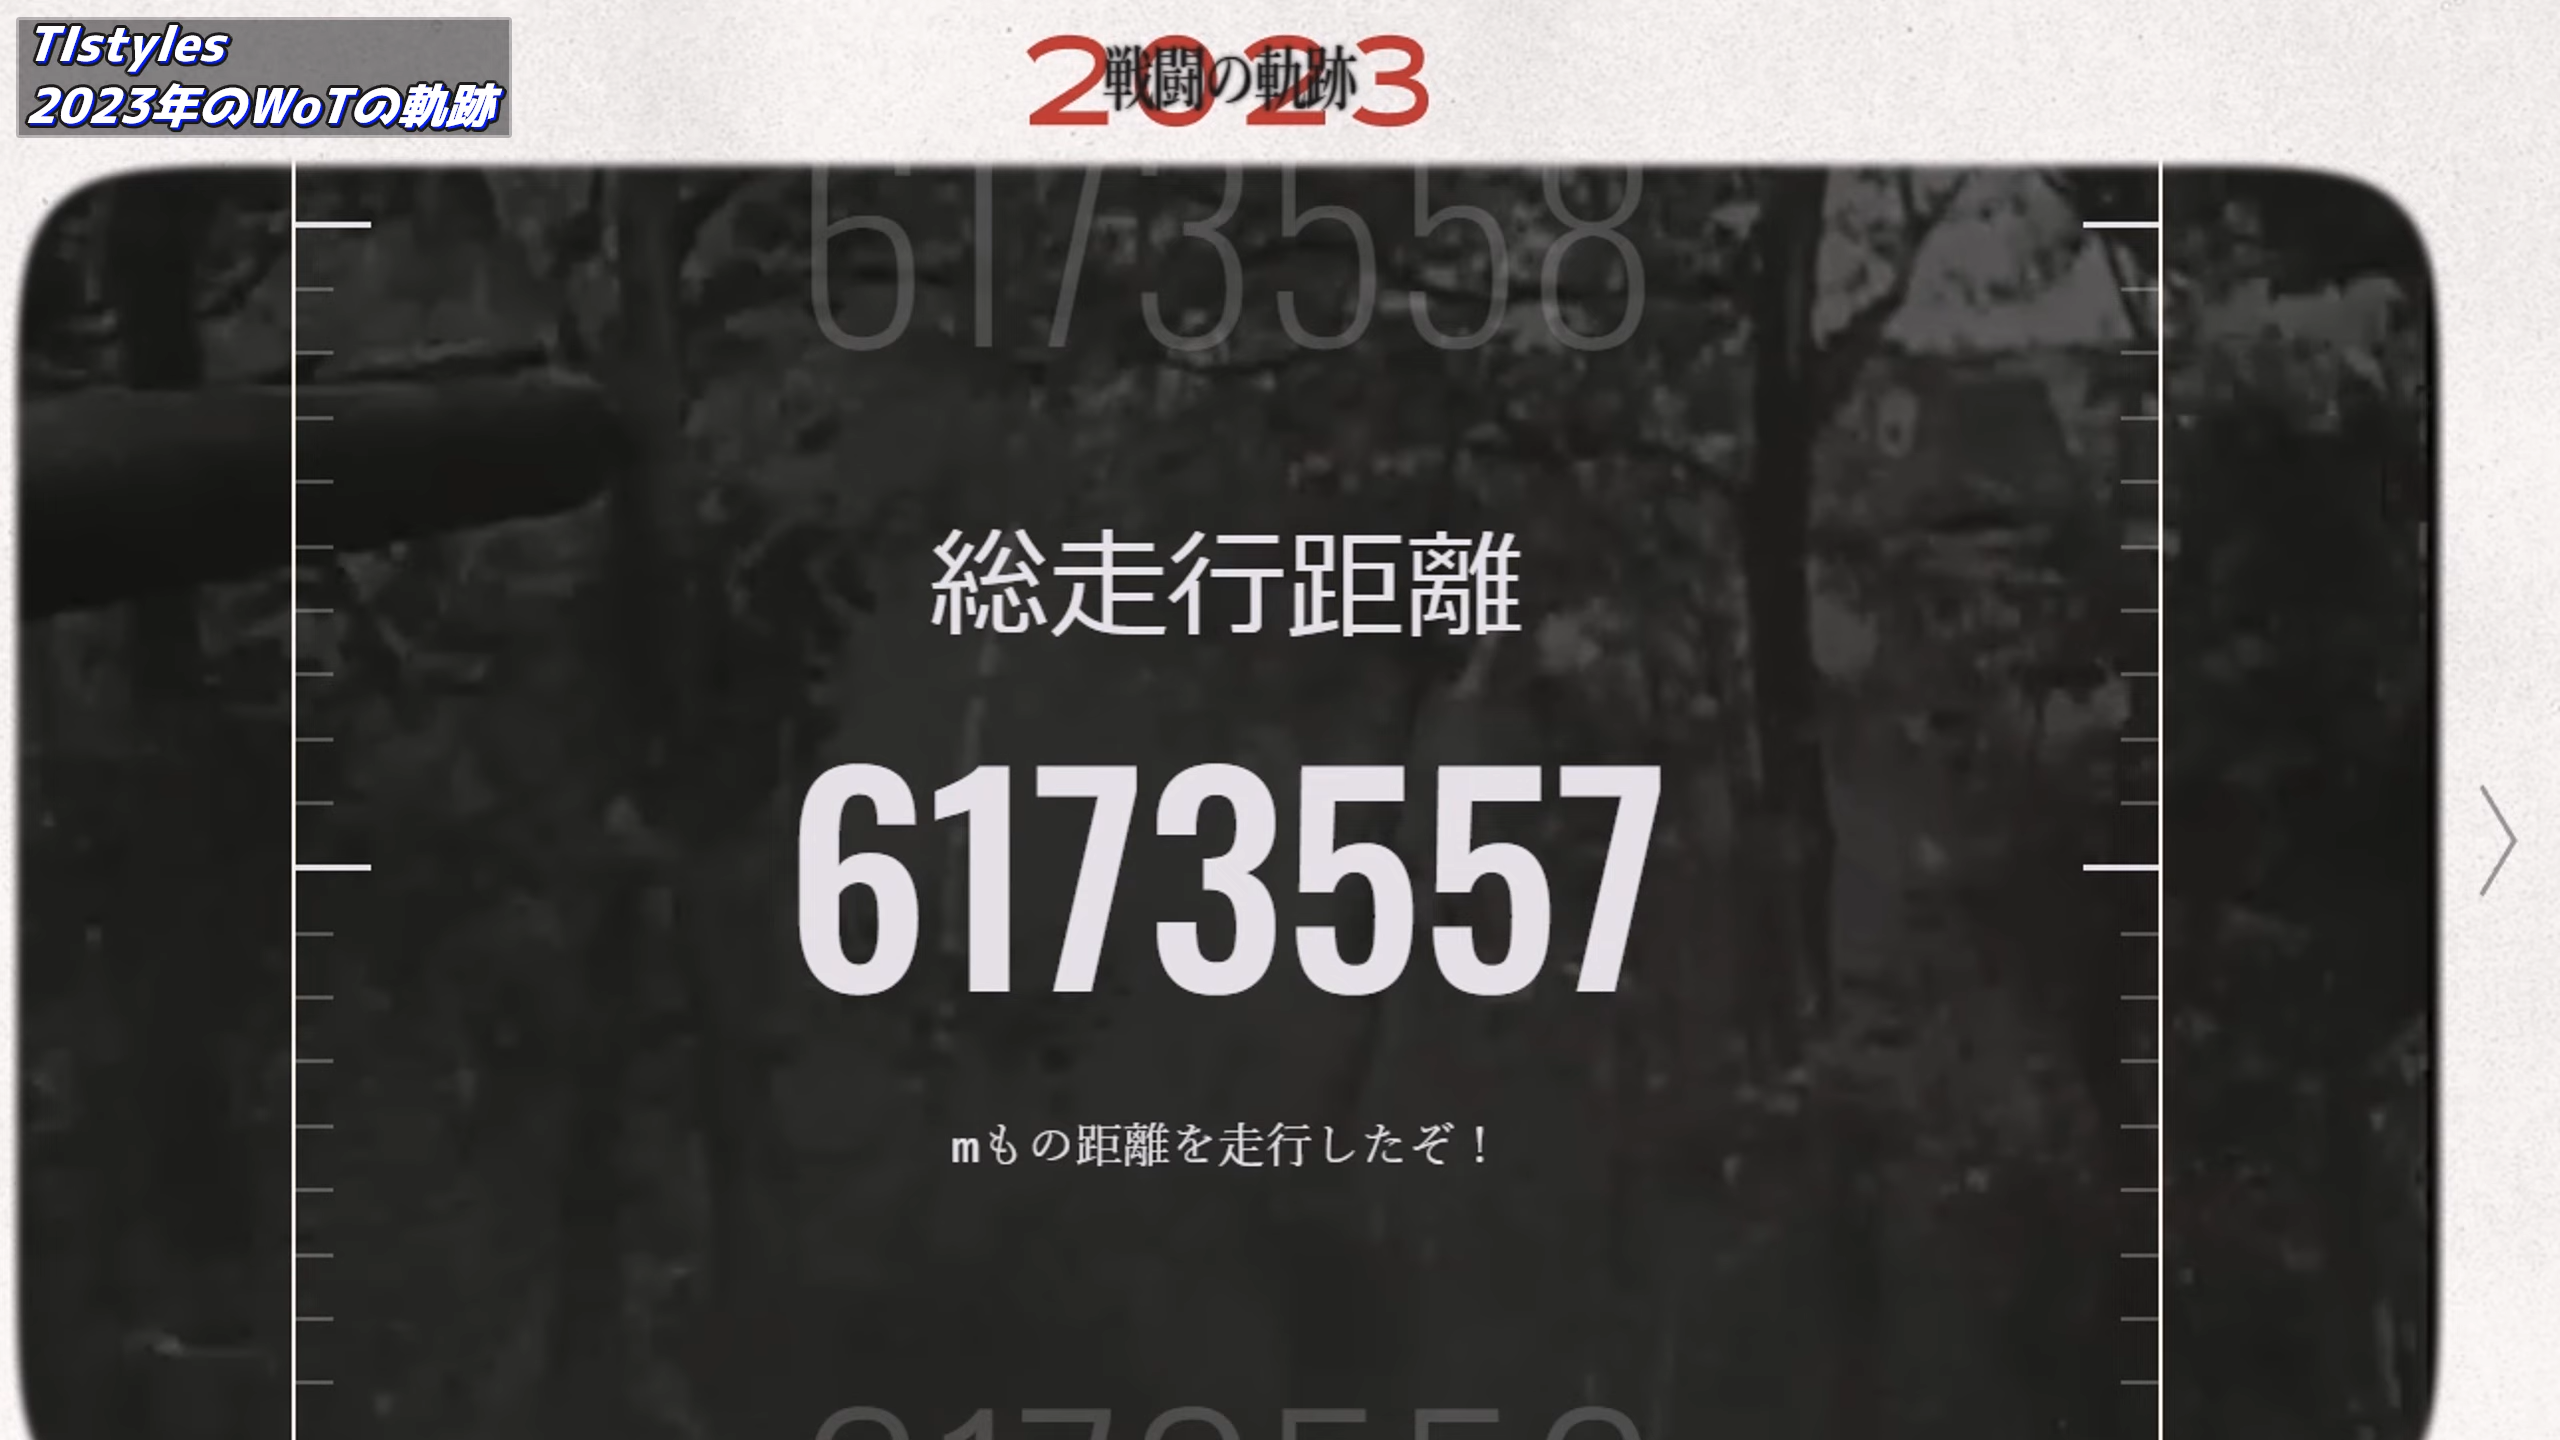 TIstyles
2023年のWoTの軌跡
2023
戦闘の軌跡
6173558
総走行距離
6173557
mもの距離を走行したぞ！